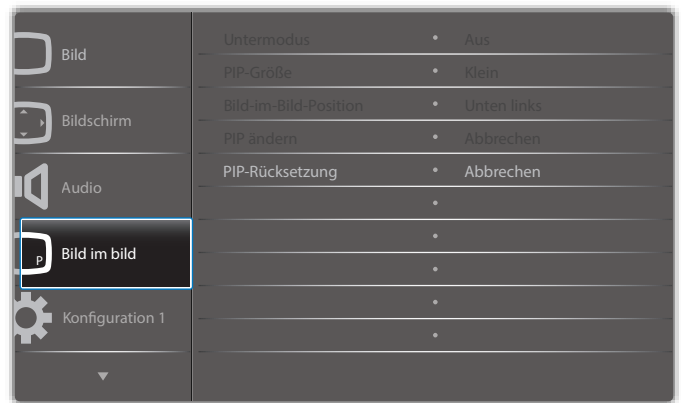 Bild
Bildschirm
Audio
P
Bild im bild
Konfiguration 1
Untermodus • Aus
PIP-Größe • Klein
Bild-im-Bild-Position • Unten links
PIP ändern • Abbrechen
PIP-Rücksetzung • Abbrechen
•
•
•
•
•